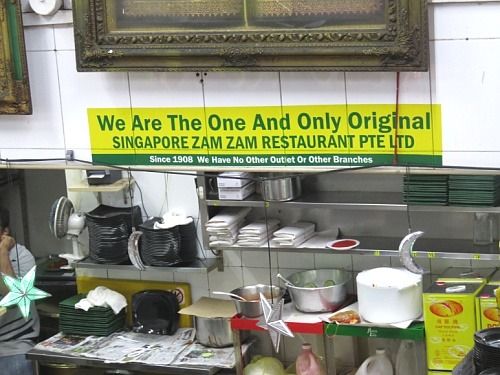 We Are The One And Only Original
SINGAPORE ZAM ZAM RESTAURANT PTE LTD
Since 1908 We Have No Other Outlet Or Other Branches